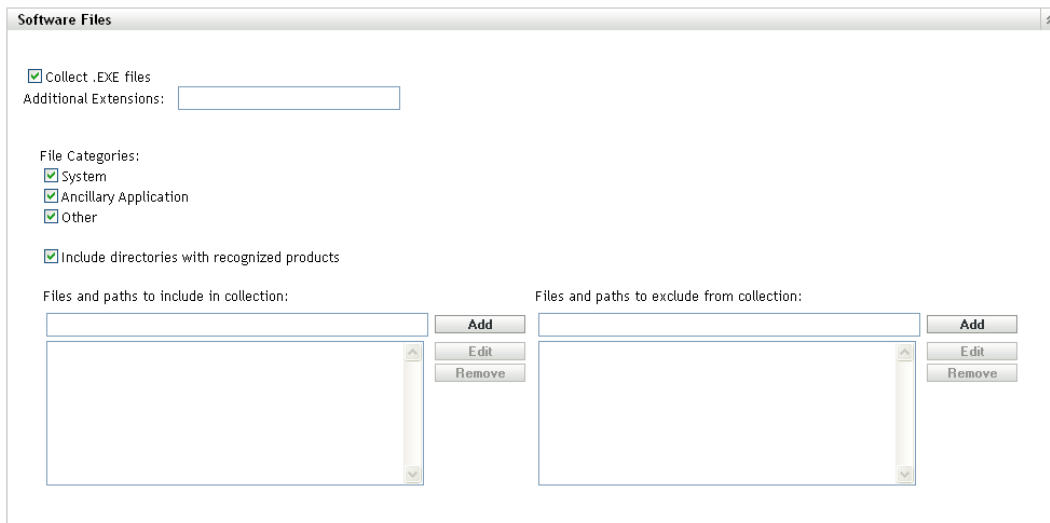 Software Files
Collect .EXE files
Additional Extensions:
File Categories:
System
Ancillary Application
Other
Include directories with recognized products
Files and paths to include in collection:
Files and paths to exclude from collection:
Add
Add
Edit
Edit
Remove
Remove